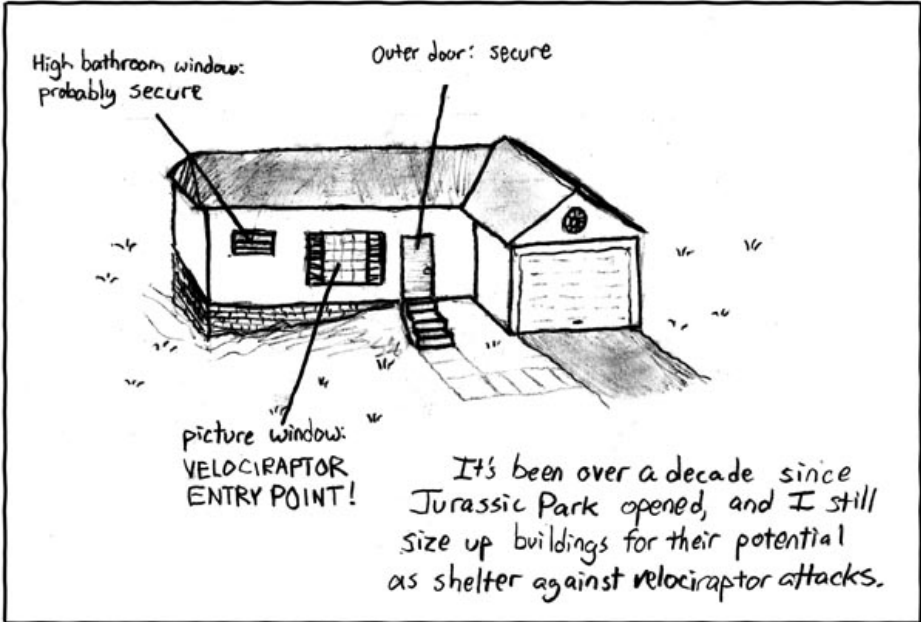 High bathroom window:
probably secure
Outer door: secure
picture window:
VELOCIRAPTOR
ENTRY POINT!
It's been over a decade since
Jurassic Park opened, and I still
size up buildings for their potential
as shelter against velociraptor attacks.